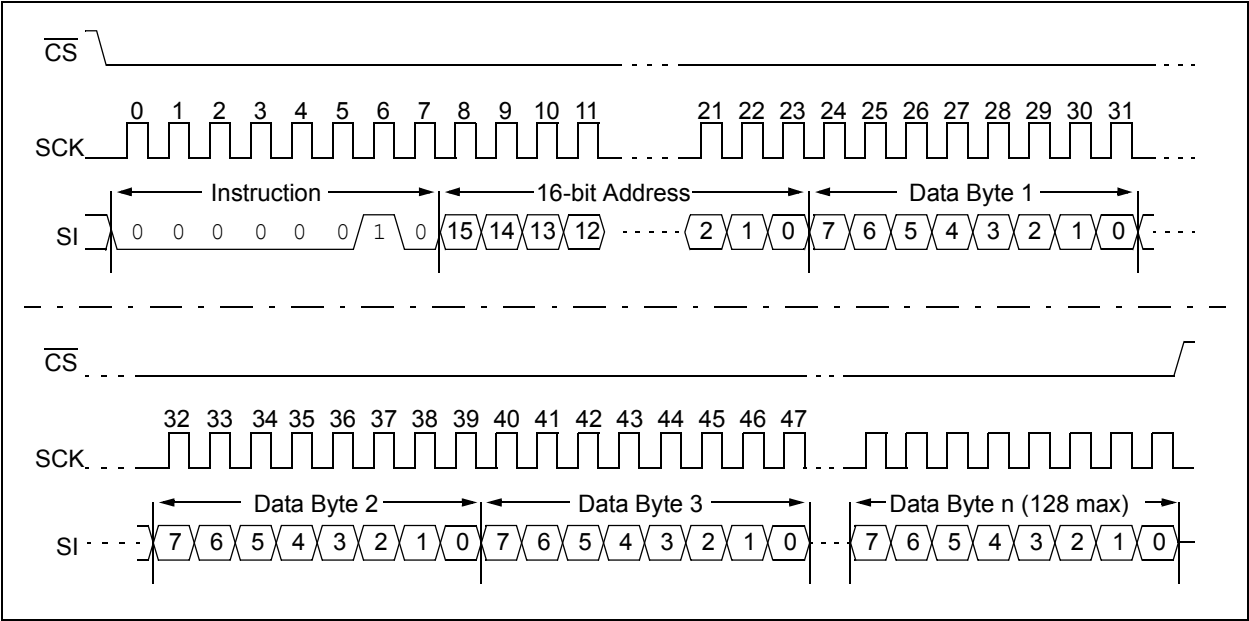 CS
0 1 2 3 4 5 6 7 8 9 10 11 21 22 23 24 25 26 27 28 29 30 31
SCK
Instruction 16-bit Address Data Byte 1
SI 0 0 0 0 0 0 1 0 15 14 13 12 2 1 0 7 6 5 4 3 2 1 0
CS
32 33 34 35 36 37 38 39 40 41 42 43 44 45 46 47
SCK
Data Byte 2 Data Byte 3 Data Byte n (128 max)
SI 7 6 5 4 3 2 1 0 7 6 5 4 3 2 1 0 7 6 5 4 3 2 1 0